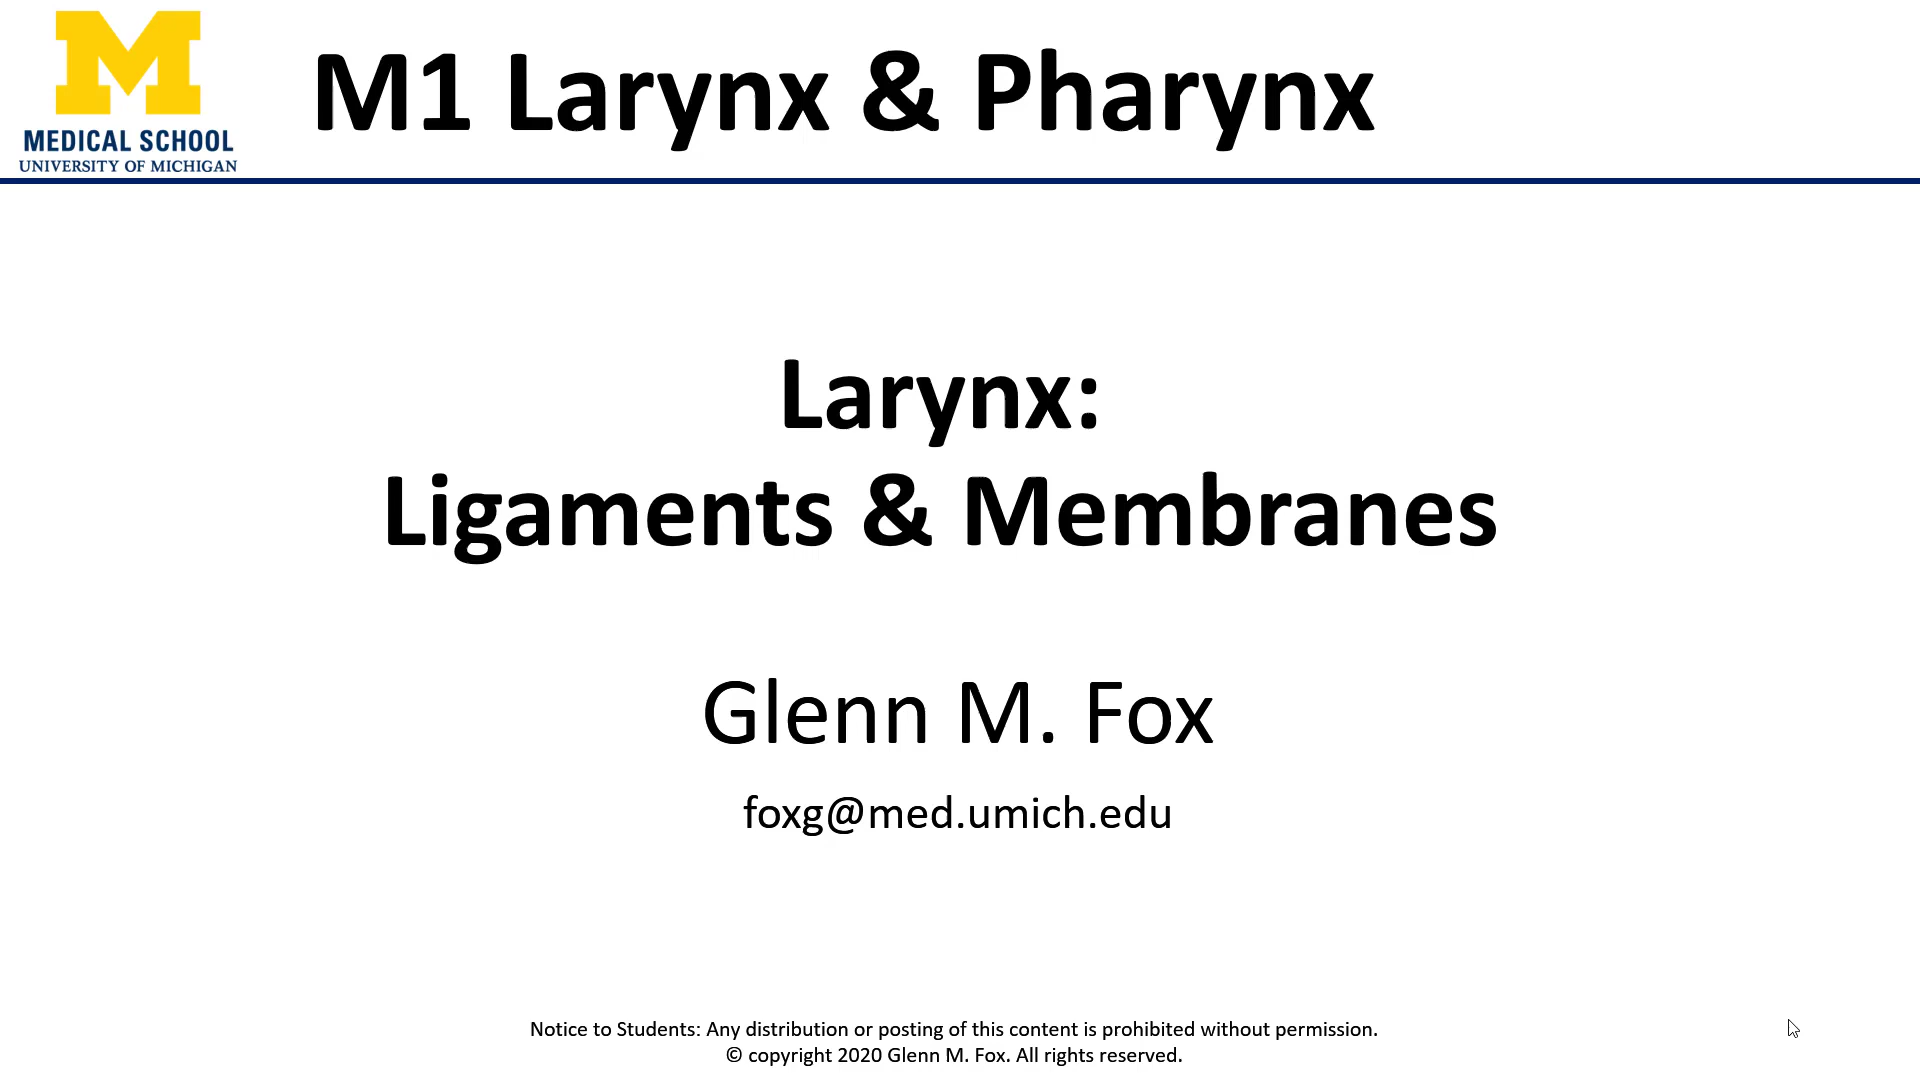 M
MEDICAL SCHOOL
UNIVERSITY OF MICHIGAN
M1 Larynx & Pharynx
Larynx:
Ligaments & Membranes
Glenn M. Fox
foxg@med.umich.edu
Notice to Students: Any distribution or posting of this content is prohibited without permission.
© copyright 2020 Glenn M. Fox. All rights reserved.